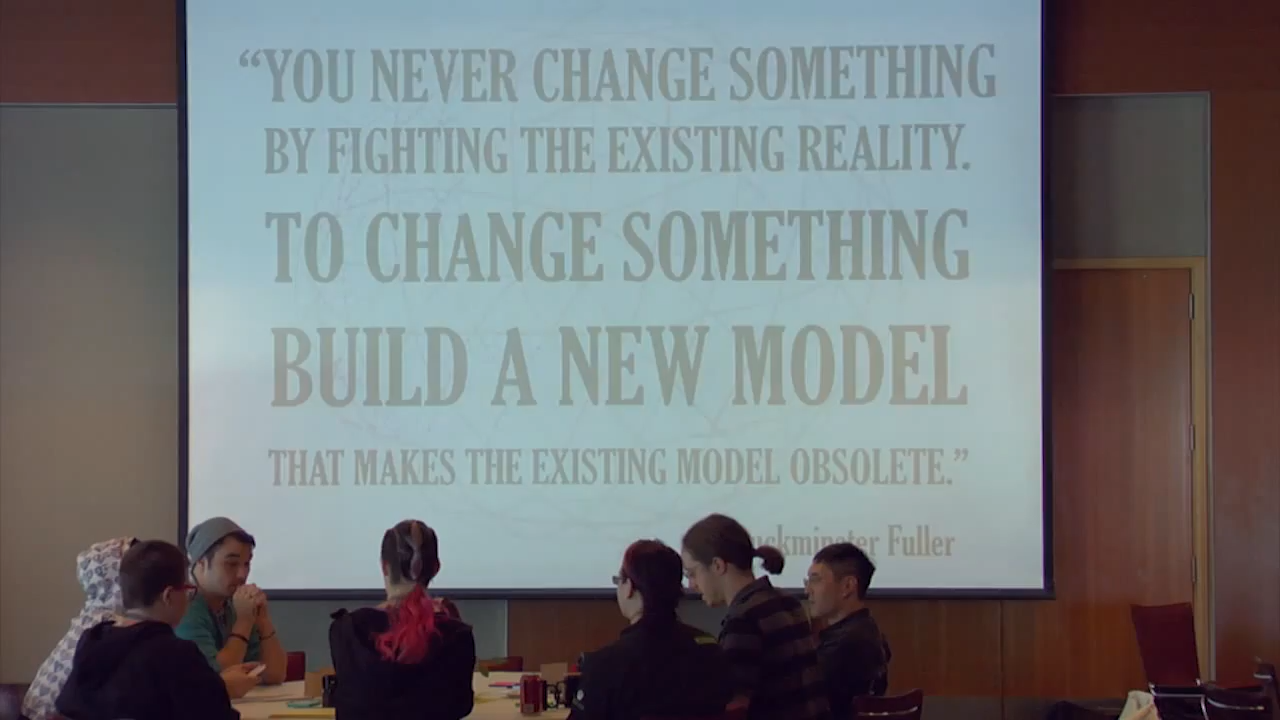 “YOU NEVER CHANGE SOMETHING
BY FIGHTING THE EXISTING REALITY.
TO CHANGE SOMETHING
BUILD A NEW MODEL
THAT MAKES THE EXISTING MODEL OBSOLETE.”
Fuller